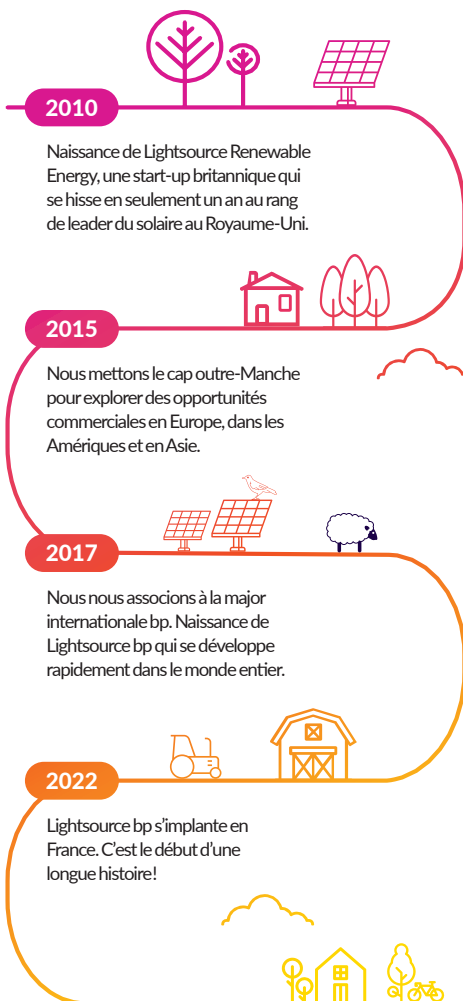 2010
Naissance de Lightsource Renewable
Energy, une start-up britannique qui
se hisse en seulement un an au rang
de leader du solaire au Royaume-Uni.
2015
Nous mettons le cap outre-Manche
pour explorer des opportunités
commerciales en Europe, dans les
Amériques et en Asie.
2017
Nous nous associons à la major
internationale bp. Naissance de
Lightsource bp qui se développe
rapidement dans le monde entier.
2022
Lightsource bp s’implante en
France. C’est le début d’une
longue histoire!